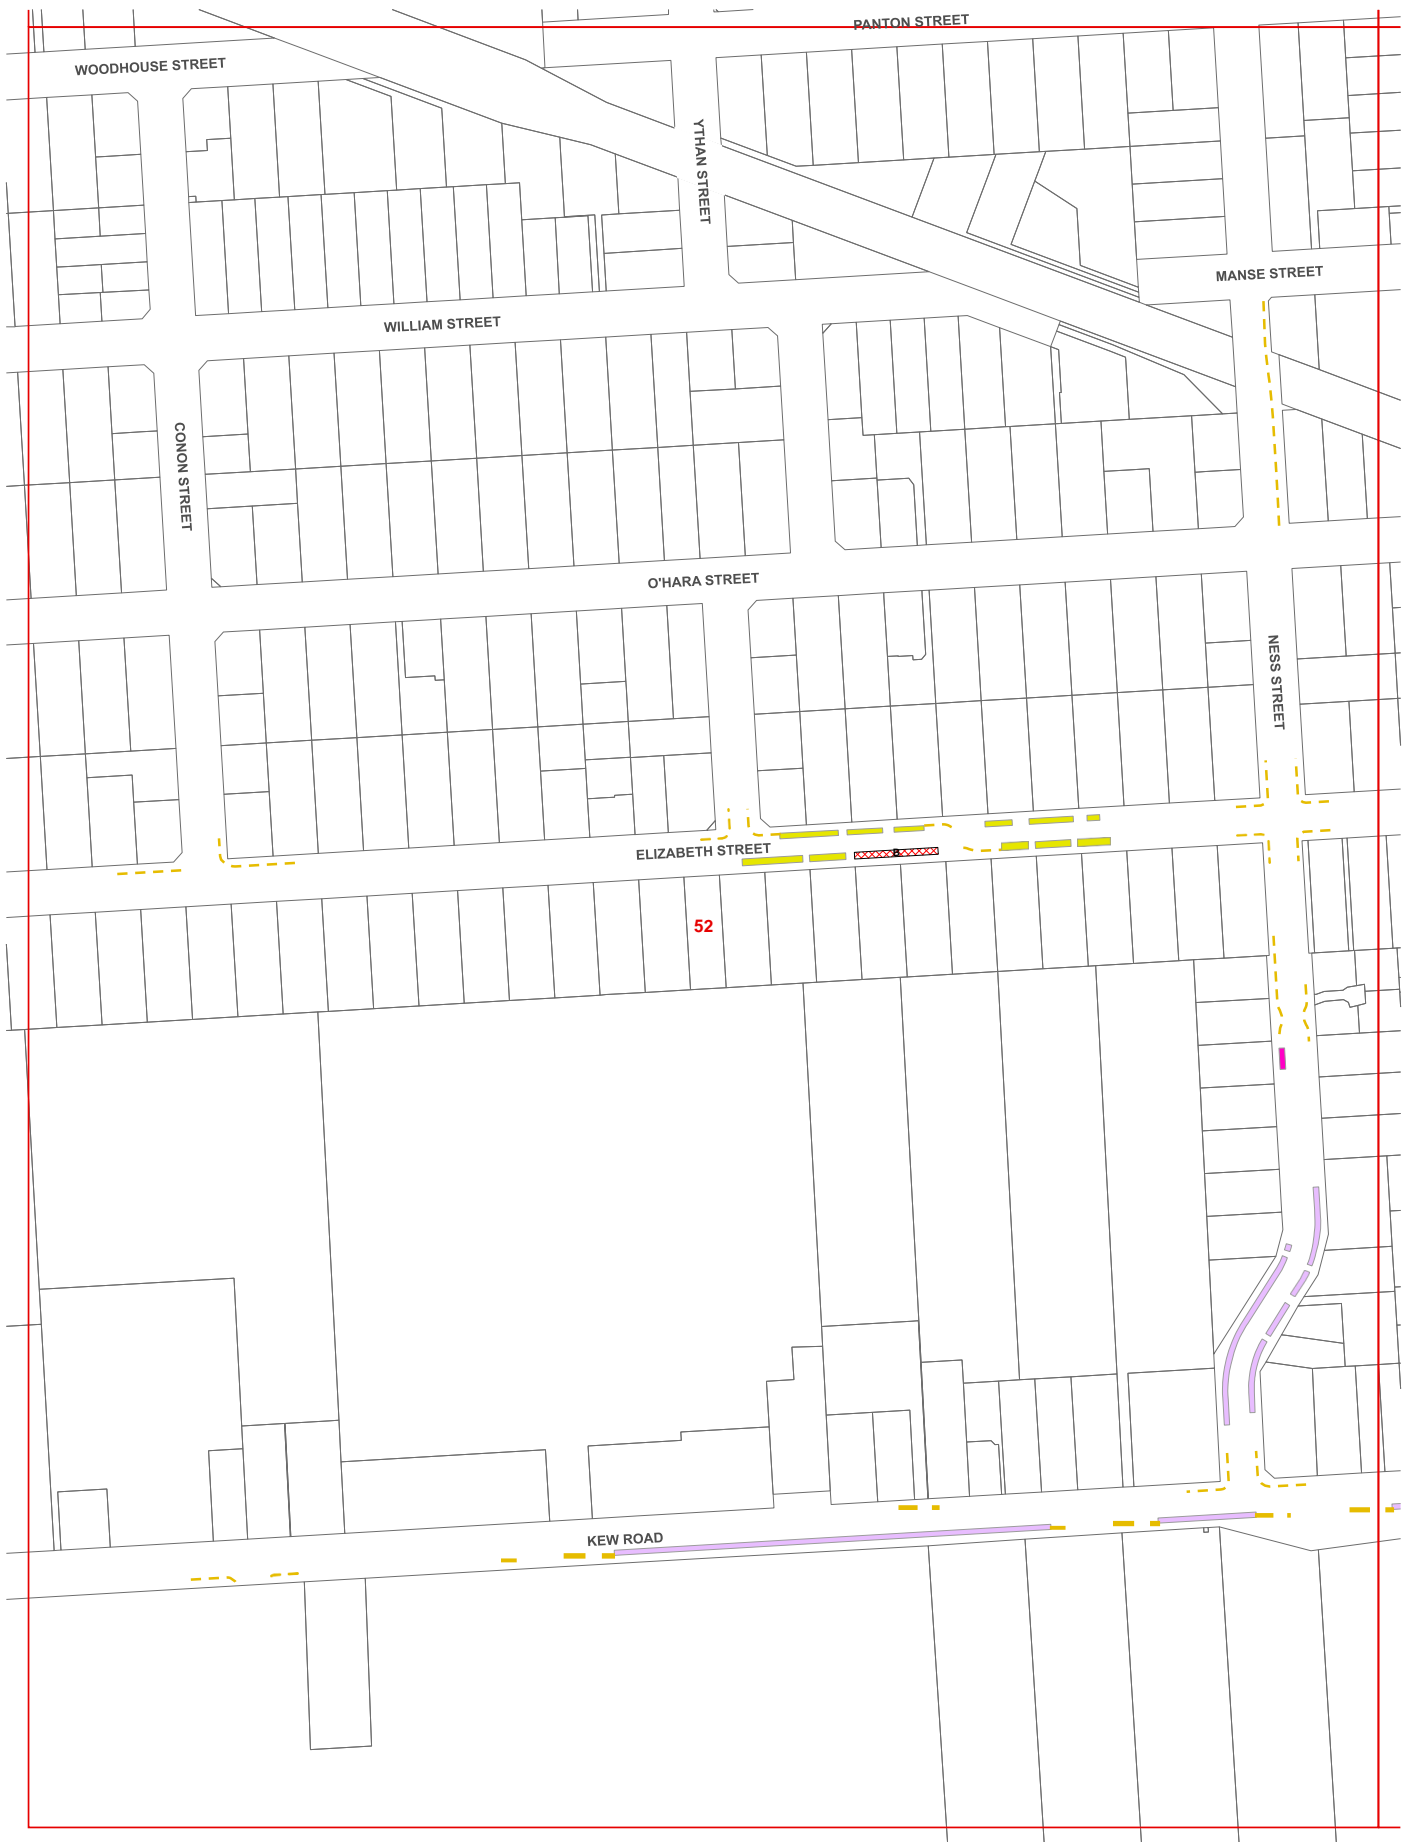 PANTON STREET
WOODHOUSE STREET
YTHAN STREET
MANSE STREET
WILLIAM STREET
CONON STREET
O'HARA STREET
NESS STREET
ELIZABETH STREET
B
52
KEW ROAD